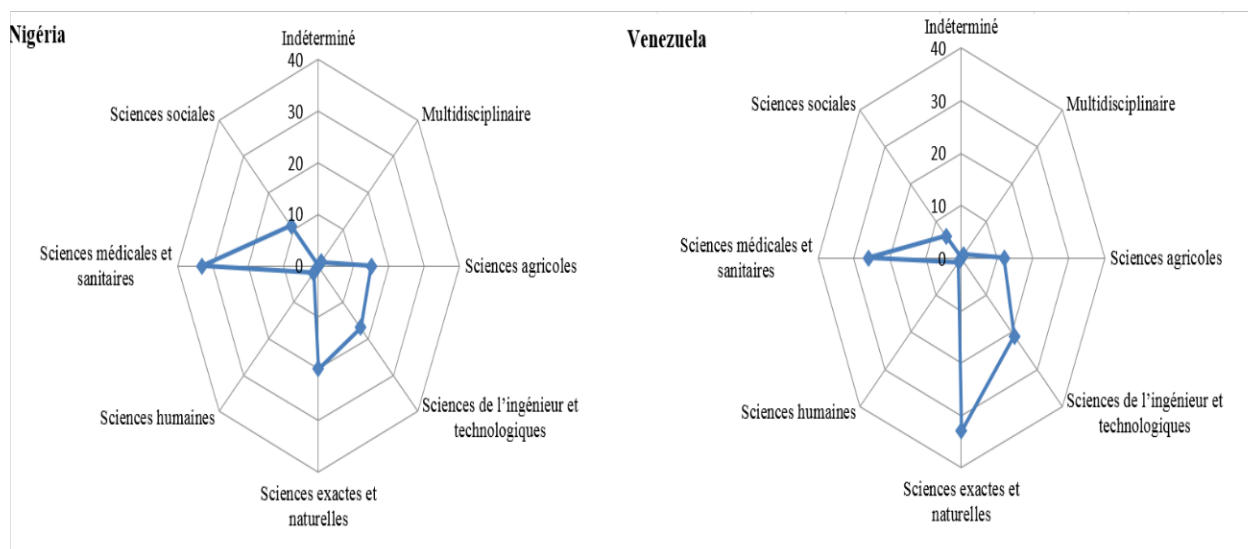 Nigéria
Indéterminé
40
Multidisciplinaire
30
Sciences sociales
20
10
Sciences médicales et
sanitaires
0
Sciences agricoles
Sciences humaines
Sciences de l’ingénieur et
technologiques
Sciences exactes et
naturelles
Venezuela
Indéterminé
40
Multidisciplinaire
30
Sciences sociales
20
10
Sciences médicales et
sanitaires
0
Sciences agricoles
Sciences humaines
Sciences de l’ingénieur et
technologiques
Sciences exactes et
naturelles